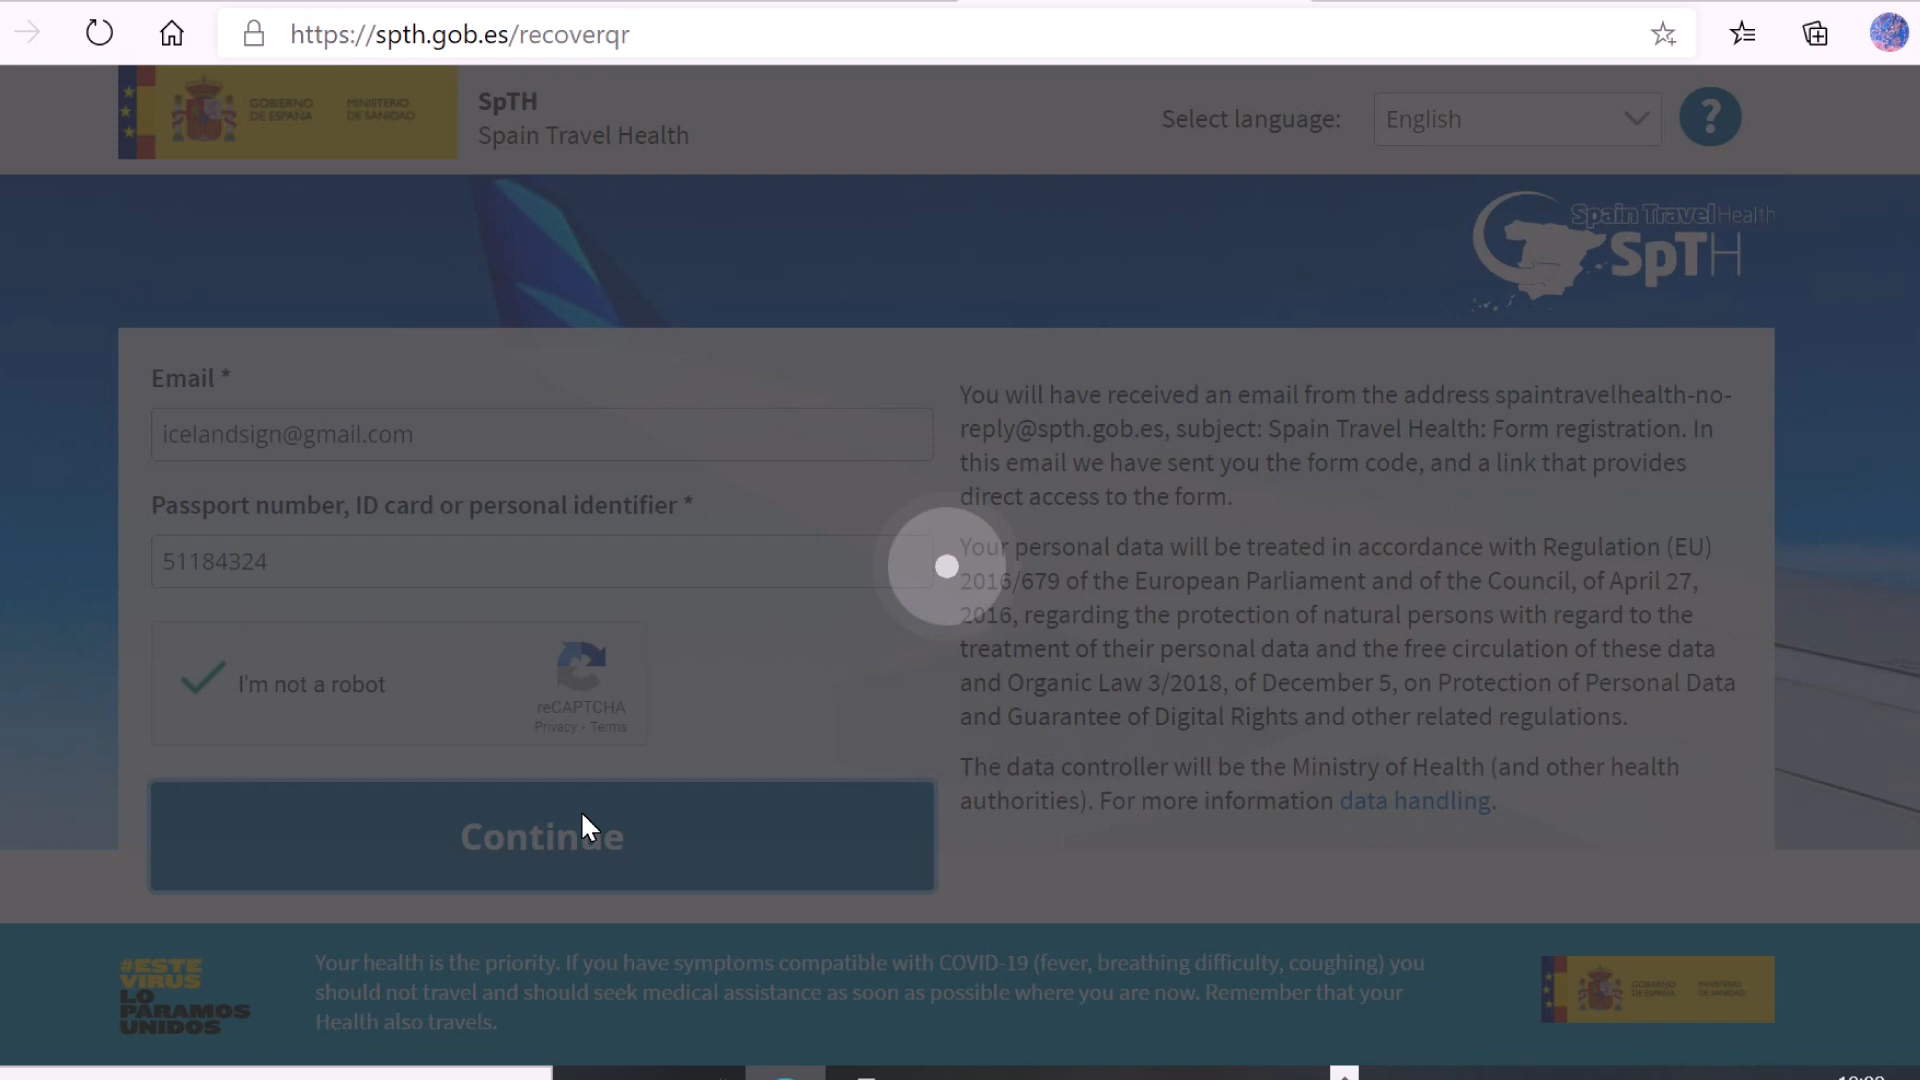 https://spth.gob.es/recoverqr
GOBIERNO
DE ESPAÑA
MINISTERIO
DE SANIDAD
SpTH
Spain Travel Health
Select language:
English
?
Spain Travel Health
SpTH
Email *
icelandsign@gmail.com
Passport number, ID card or personal identifier *
51184324
I'm not a robot
reCAPTCHA
Privacy - Terms
Continue
You will have received an email from the address spaintravelhealth-no-
reply@spth.gob.es, subject: Spain Travel Health: Form registration. In
this email we have sent you the form code, and a link that provides
direct access to the form.
Your personal data will be treated in accordance with Regulation (EU)
2016/679 of the European Parliament and of the Council, of April 27,
2016, regarding the protection of natural persons with regard to the
treatment of their personal data and the free circulation of these data
and Organic Law 3/2018, of December 5, on Protection of Personal Data
and Guarantee of Digital Rights and other related regulations.
The data controller will be the Ministry of Health (and other health
authorities). For more information data handling.
#ESTE
VIRUS
LO
PARAMOS
UNIDOS
Your health is the priority. If you have symptoms compatible with COVID-19 (fever, breathing difficulty, coughing) you
should not travel and should seek medical assistance as soon as possible where you are now. Remember that your
Health also travels.
GOBIERNO
DE ESPAÑA
MINISTERIO
DE SANIDAD